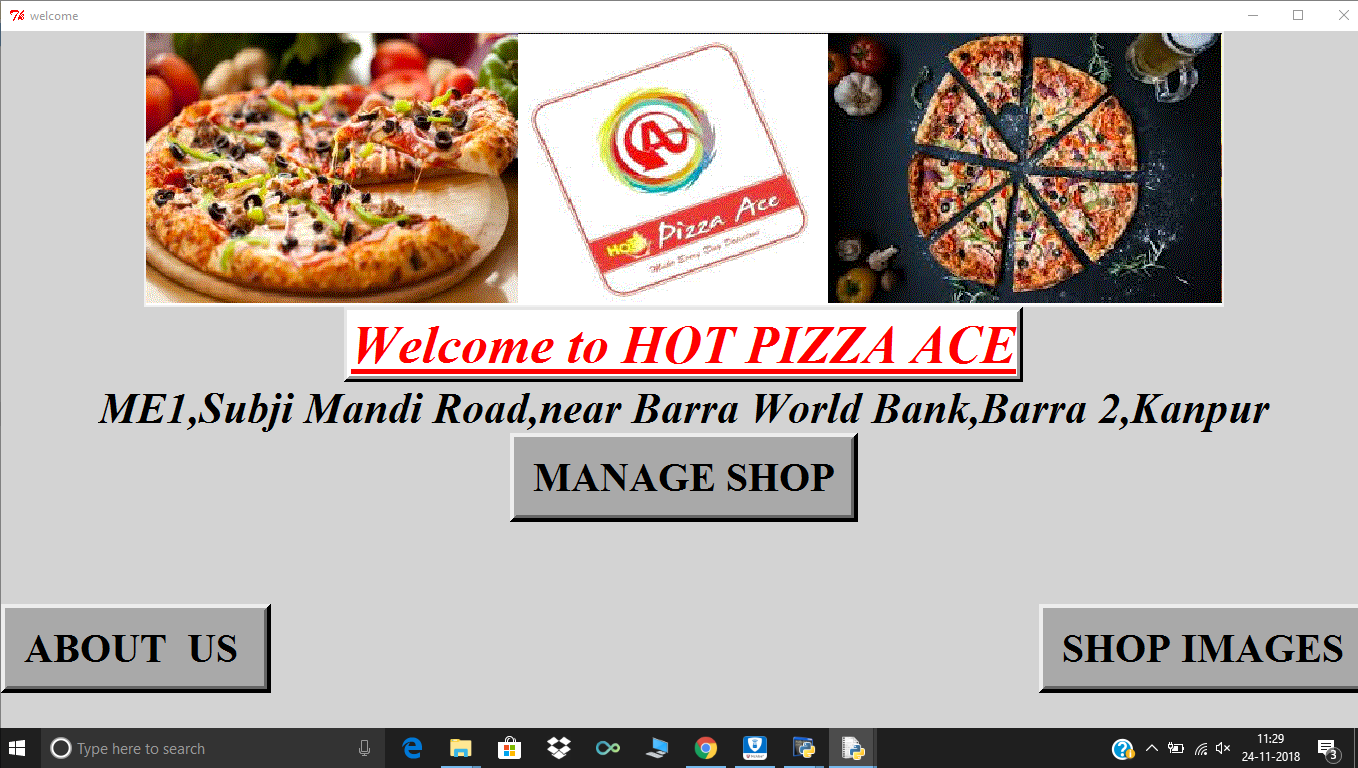 welcome
A
HOT Pizza Ace
Make Every Day Delicious
Welcome to HOT PIZZA ACE
ME1,Subji Mandi Road,near Barra World Bank,Barra 2,Kanpur
MANAGE SHOP
ABOUT  US
SHOP IMAGES
Type here to search
11:29
24-11-2018
3